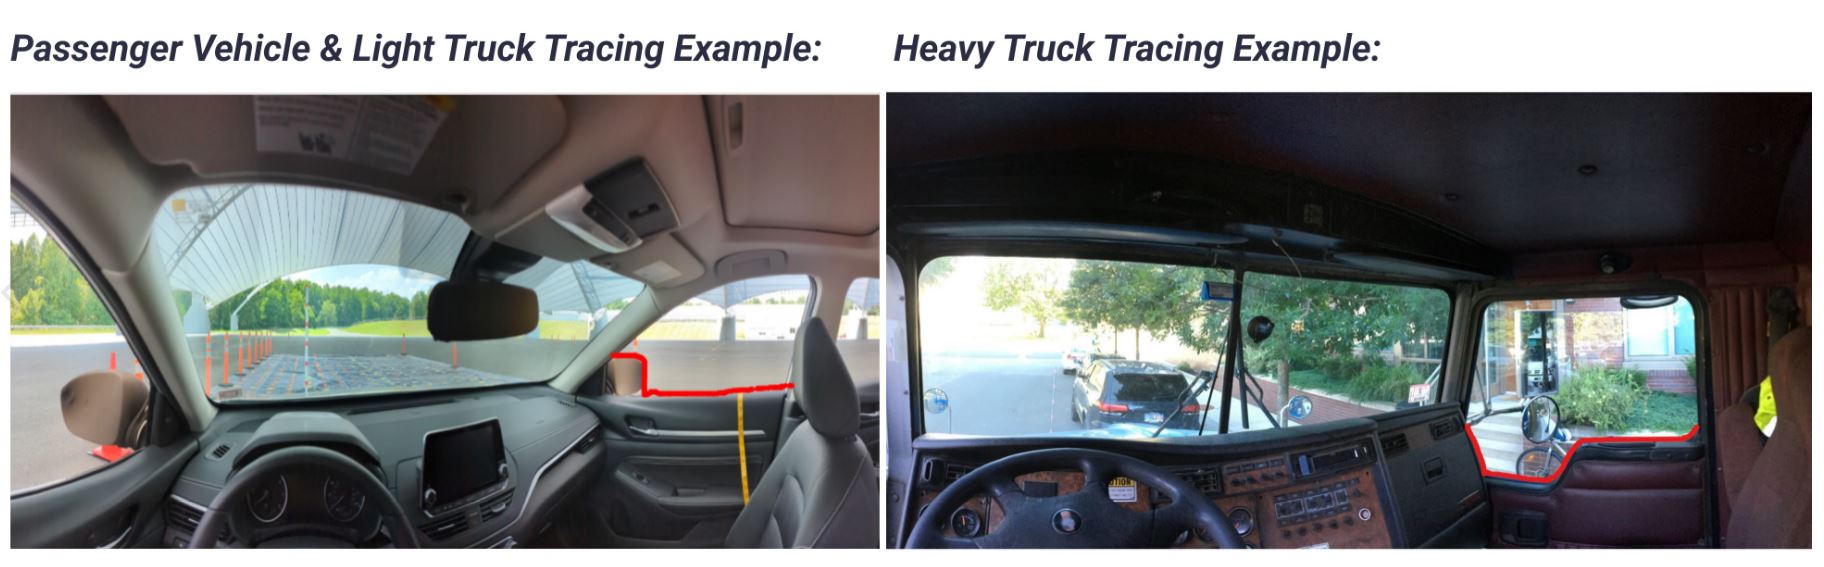 Passenger Vehicle & Light Truck Tracing Example:
Heavy Truck Tracing Example: